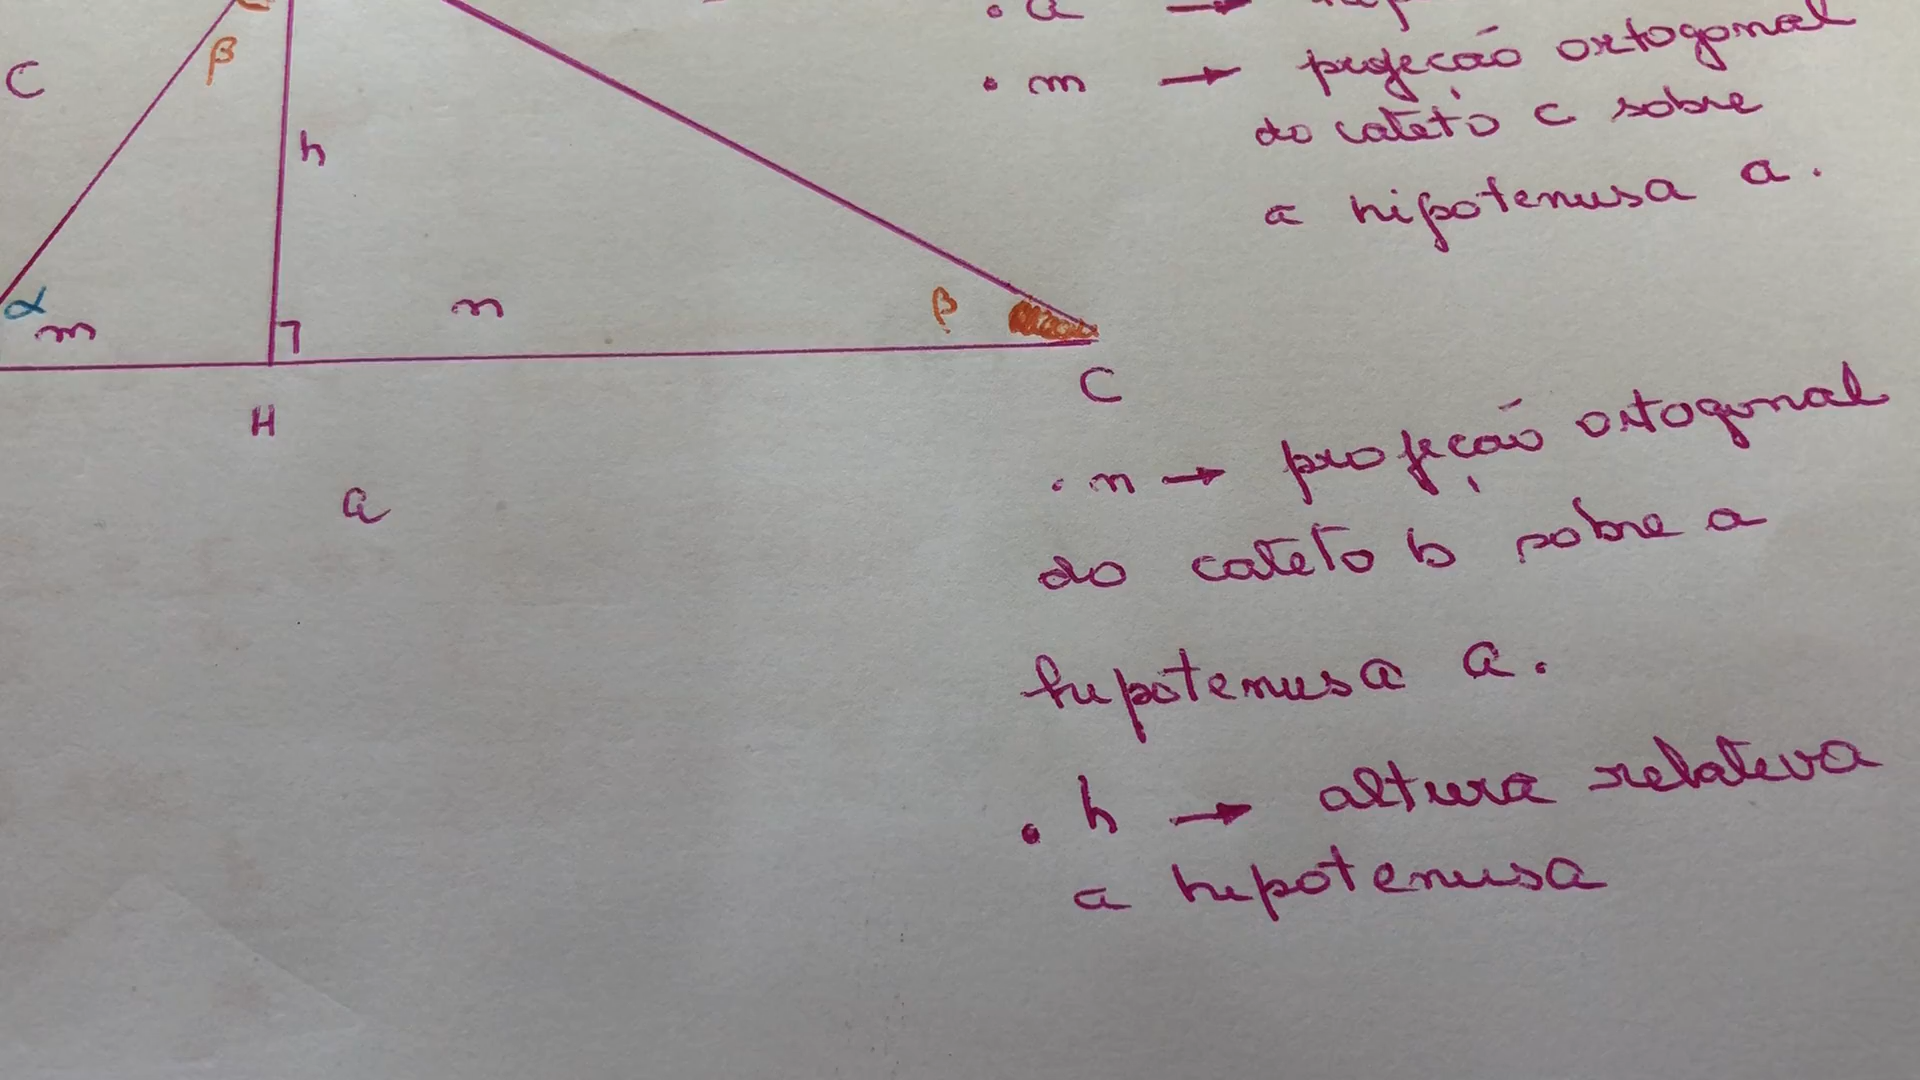 . a →
. m → projeção ortogonal
do cateto c sobre
a hipotenusa a.
C
β
h
α
m
n
β
C
H
a
. n → projeção ortogonal
do cateto b sobre a
hipotenusa a.
. h → altura relativa
a hipotenusa